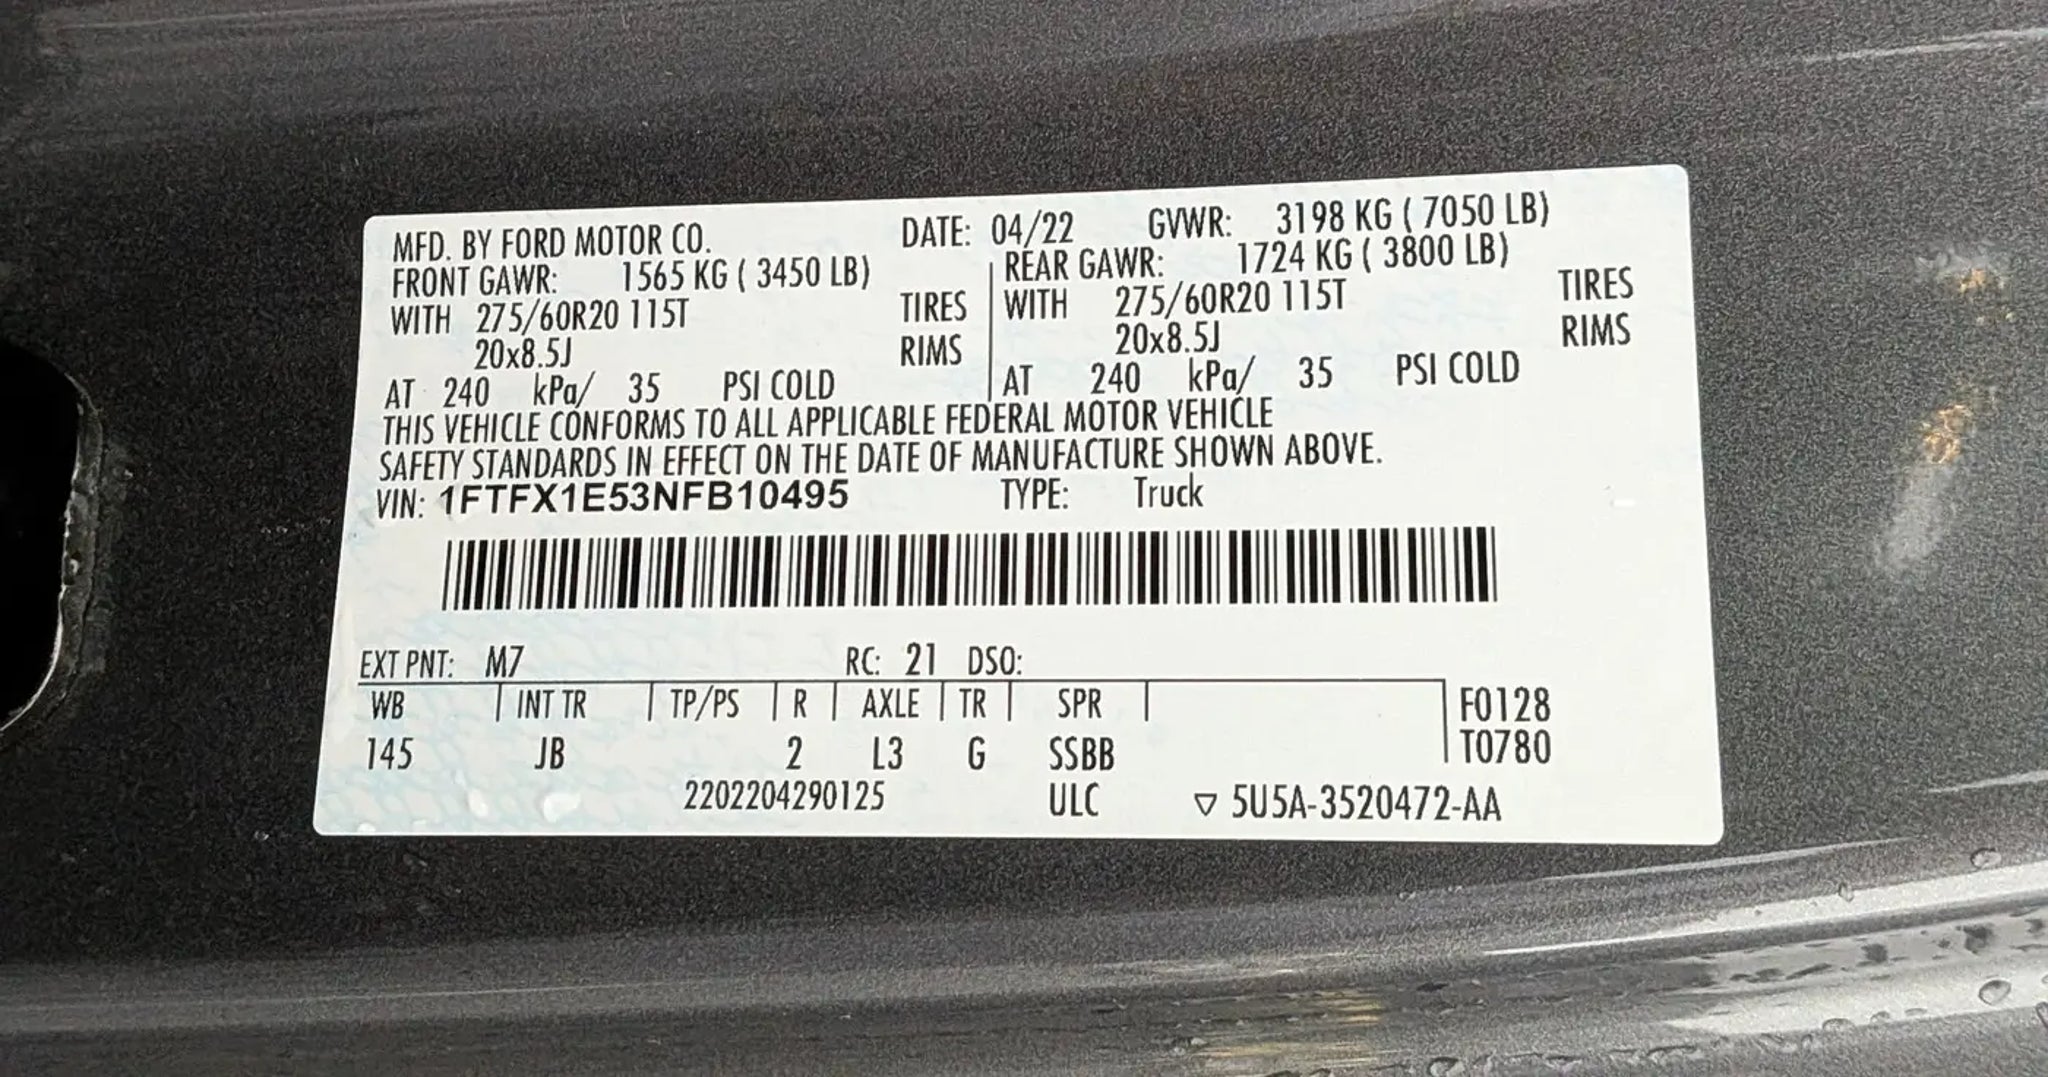 MFD. BY FORD MOTOR CO. DATE: 04/22 GVWR: 3198 KG ( 7050 LB)
FRONT GAWR: 1565 KG ( 3450 LB) REAR GAWR: 1724 KG ( 3800 LB)
WITH 275/60R20 115T TIRES WITH 275/60R20 115T TIRES
20x8.5J RIMS 20x8.5J RIMS
AT 240 kPa/ 35 PSI COLD AT 240 kPa/ 35 PSI COLD
THIS VEHICLE CONFORMS TO ALL APPLICABLE FEDERAL MOTOR VEHICLE
SAFETY STANDARDS IN EFFECT ON THE DATE OF MANUFACTURE SHOWN ABOVE.
VIN: 1FTFX1E53NFB10495 TYPE: Truck
EXT PNT: M7 RC: 21 DSO:
WB INT TR TP/PS R AXLE TR SPR F0128
145 JB 2 L3 G SSBB T0780
2202204290125 ULC ▽ 5U5A-3520472-AA